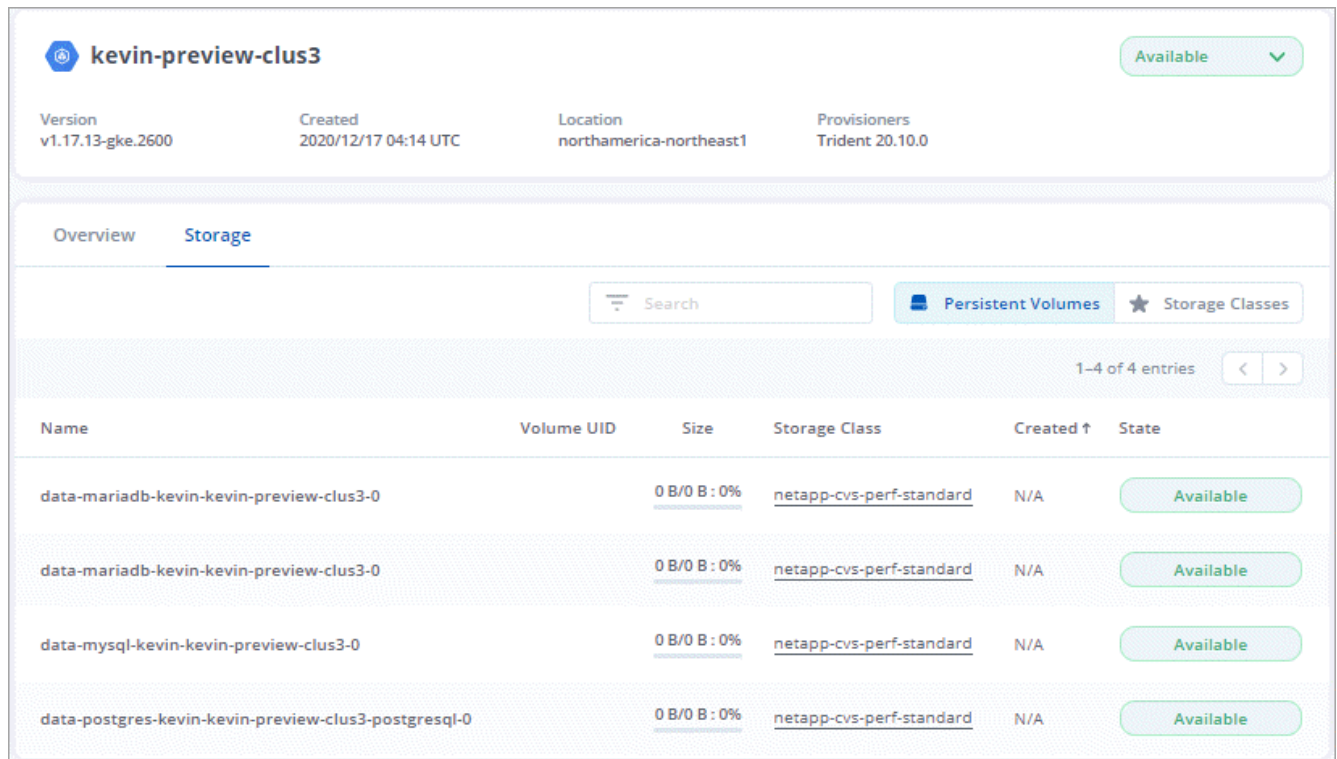 kevin-preview-clus3
Available
Version Created Location Provisioners
v1.17.13-gke.2600 2020/12/17 04:14 UTC northamerica-northeast1 Trident 20.10.0
Overview Storage
Search Persistent Volumes Storage Classes
1–4 of 4 entries
Name Volume UID Size Storage Class Created ↑ State
data-mariadb-kevin-kevin-preview-clus3-0 0 B/0 B : 0% netapp-cvs-perf-standard N/A Available
data-mariadb-kevin-kevin-preview-clus3-0 0 B/0 B : 0% netapp-cvs-perf-standard N/A Available
data-mysql-kevin-kevin-preview-clus3-0 0 B/0 B : 0% netapp-cvs-perf-standard N/A Available
data-postgres-kevin-kevin-preview-clus3-postgresql-0 0 B/0 B : 0% netapp-cvs-perf-standard N/A Available